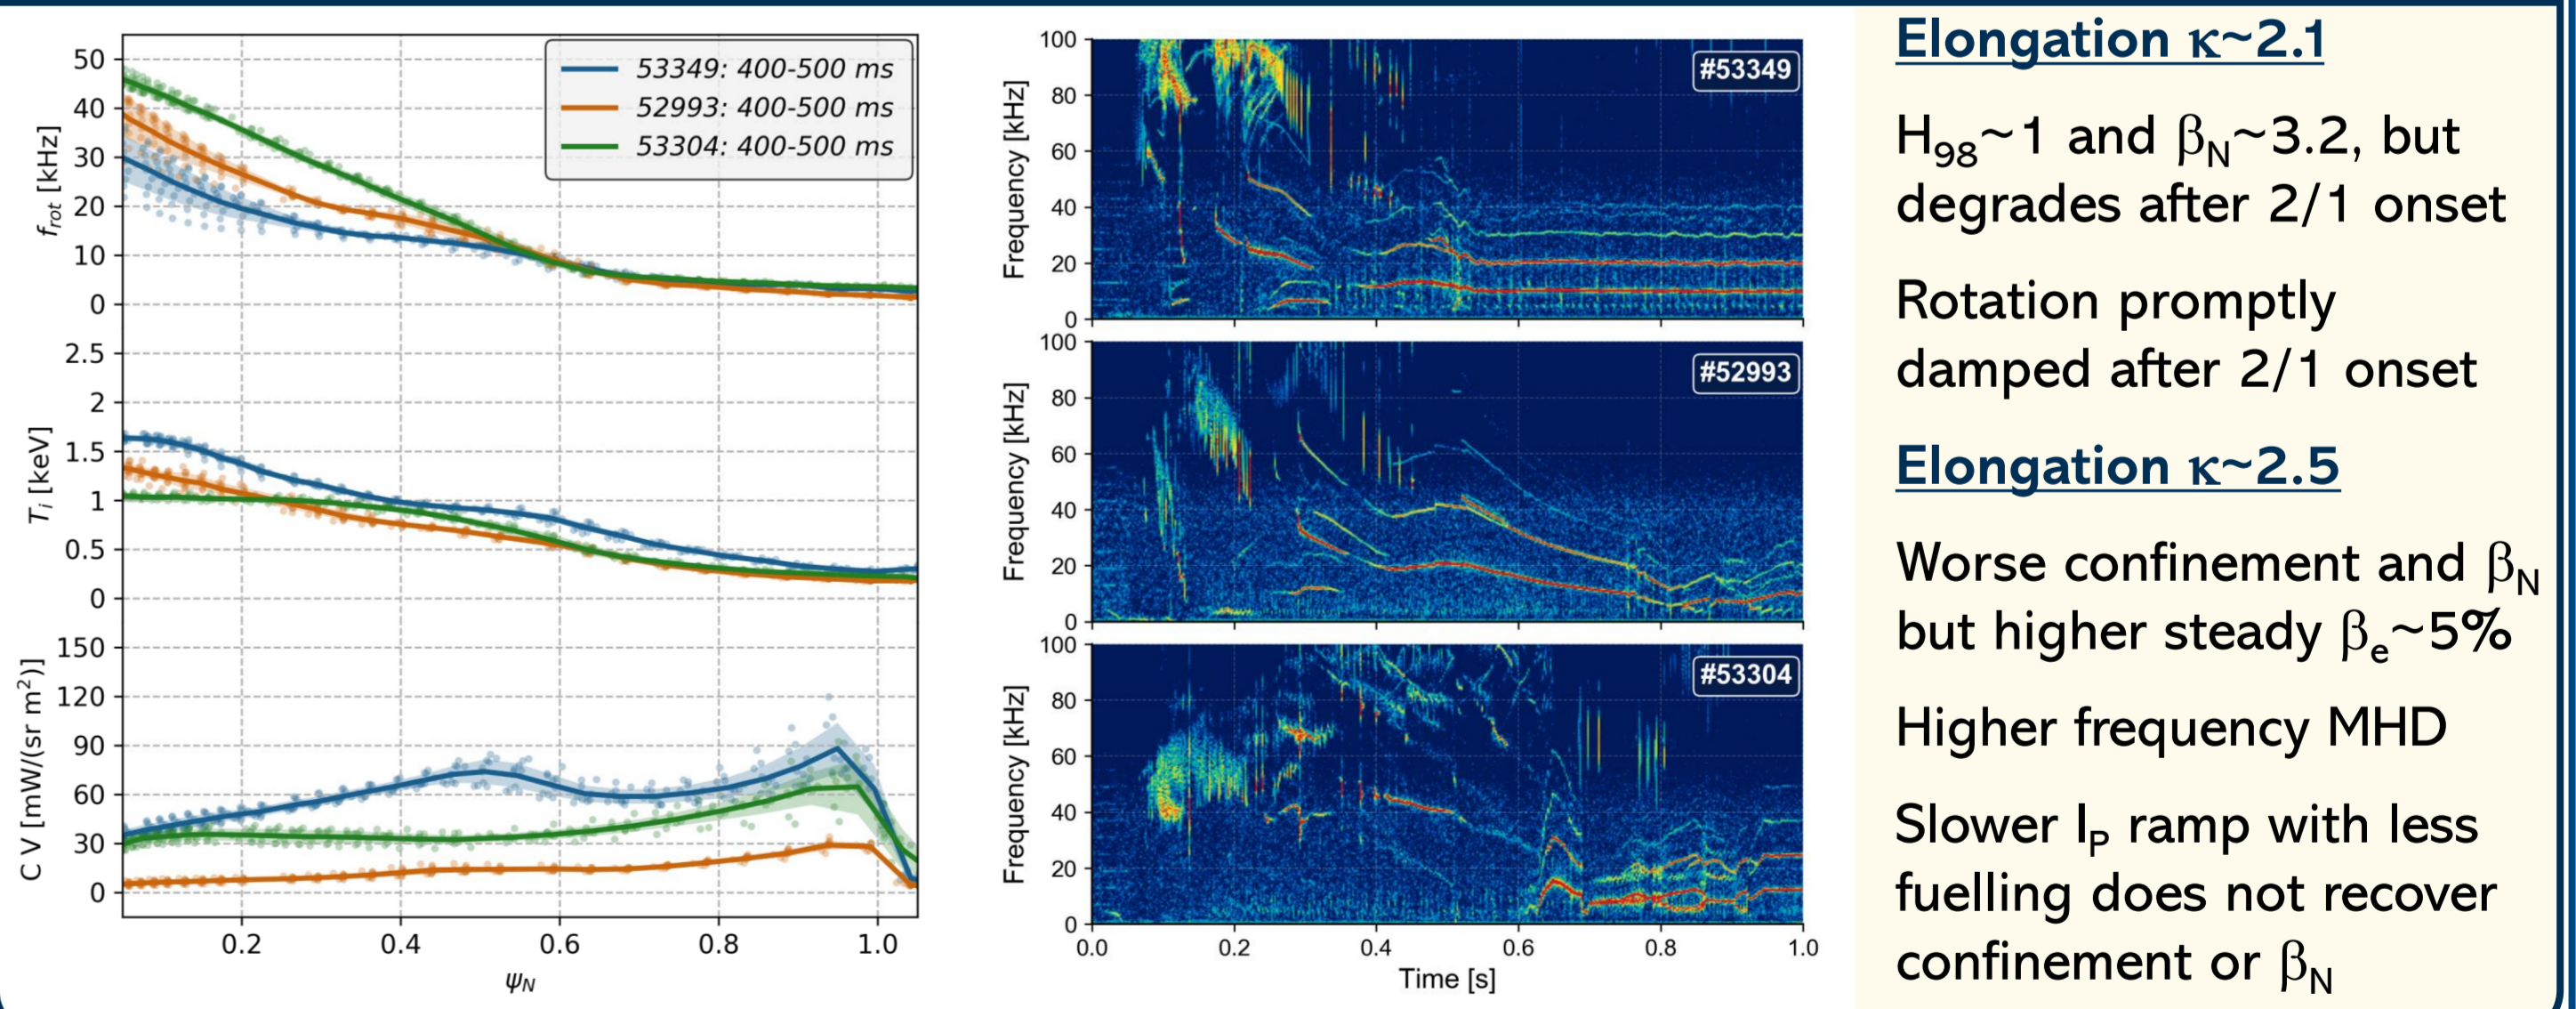 50
40
30
20
10
0
f_rot [kHz]
53349: 400-500 ms
52993: 400-500 ms
53304: 400-500 ms
2.5
2
1.5
1
0.5
0
T_i [keV]
150
120
90
60
30
0
C V [mW/(sr m²)]
0.2 0.4 0.6 0.8 1.0
ψ_N
100
80
60
40
20
0
Frequency [kHz]
#53349
100
80
60
40
20
0
Frequency [kHz]
#52993
100
80
60
40
20
0
Frequency [kHz]
#53304
0.0 0.2 0.4 0.6 0.8 1.0
Time [s]
Elongation κ~2.1
H₉₈~1 and β_N~3.2, but
degrades after 2/1 onset
Rotation promptly
damped after 2/1 onset
Elongation κ~2.5
Worse confinement and β_N
but higher steady β_e~5%
Higher frequency MHD
Slower I_P ramp with less
fuelling does not recover
confinement or β_N